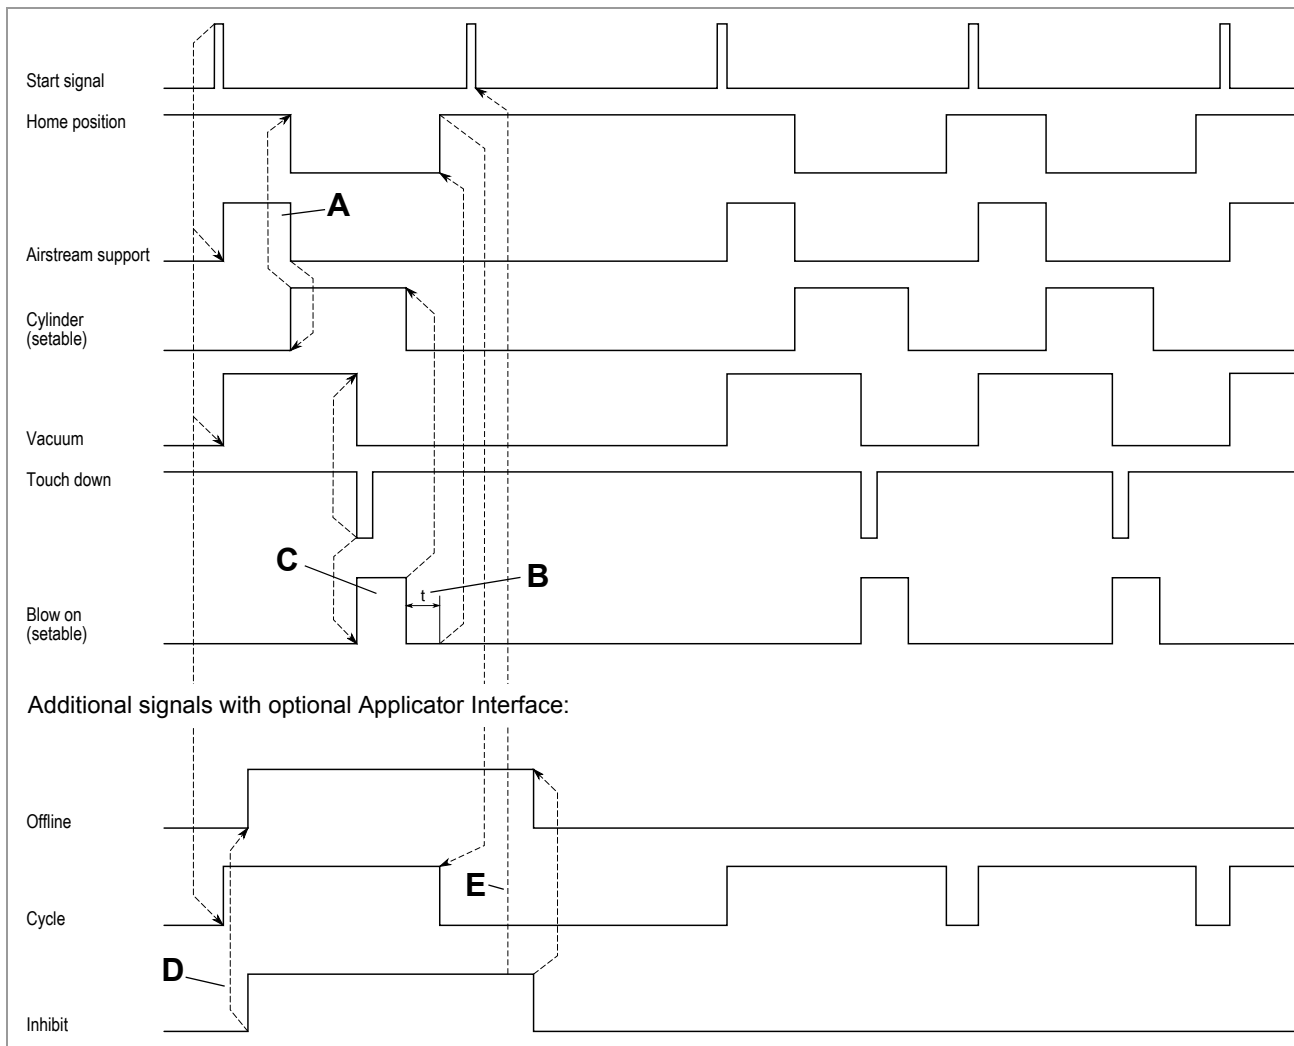 Start signal
Home position
A
Airstream support
Cylinder
(setable)
Vacuum
Touch down
C
B
t
Blow on
(setable)
Additional signals with optional Applicator Interface:
Offline
E
Cycle
D
Inhibit